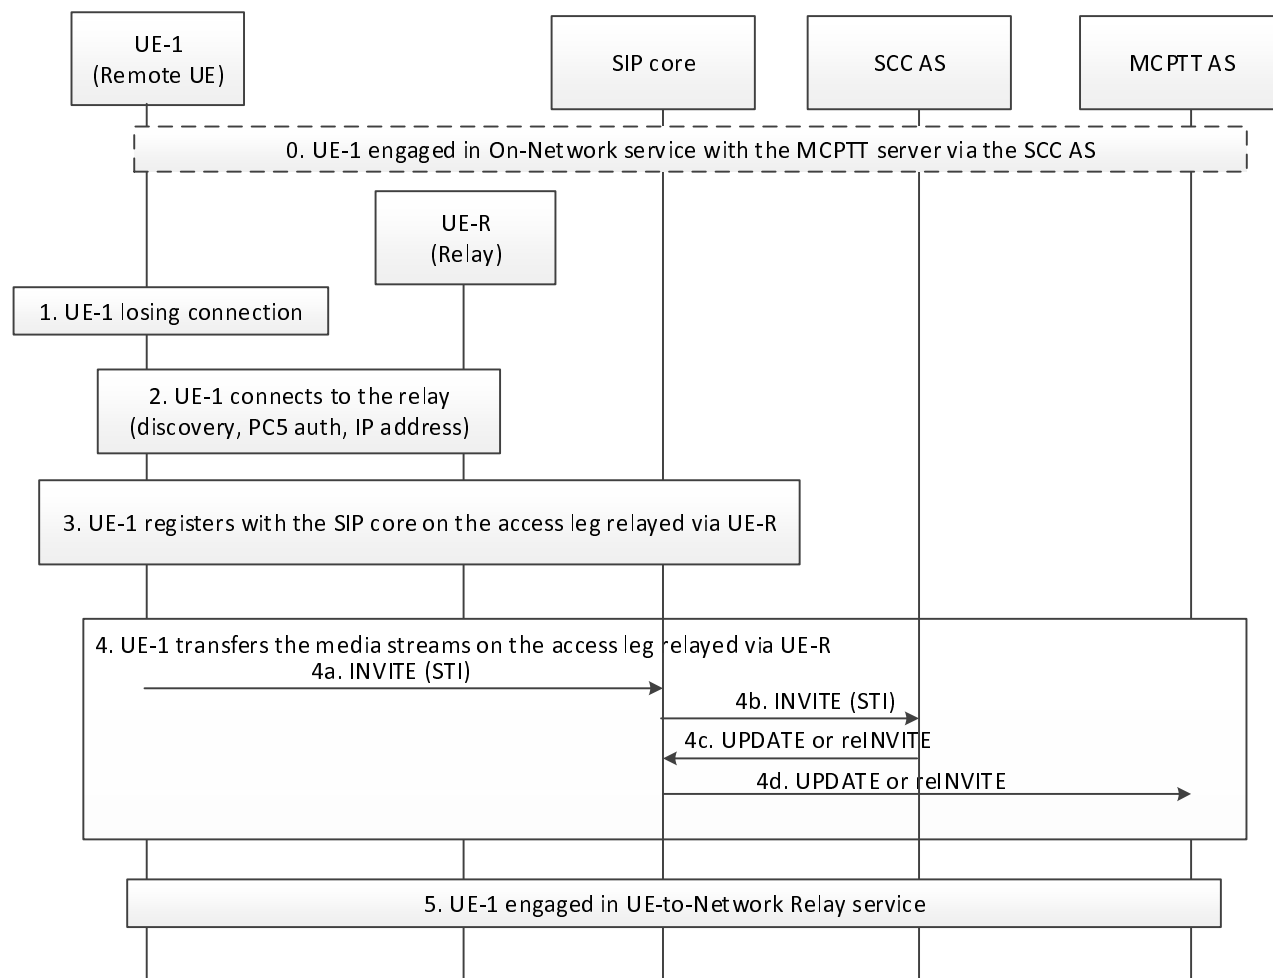 UE-1
(Remote UE)
SIP core
SCC AS
MCPTT AS
0. UE-1 engaged in On-Network service with the MCPTT server via the SCC AS
UE-R
(Relay)
1. UE-1 losing connection
2. UE-1 connects to the relay
(discovery, PC5 auth, IP address)
3. UE-1 registers with the SIP core on the access leg relayed via UE-R
4. UE-1 transfers the media streams on the access leg relayed via UE-R
4a. INVITE (STI)
4b. INVITE (STI)
4c. UPDATE or reINVITE
4d. UPDATE or reINVITE
5. UE-1 engaged in UE-to-Network Relay service